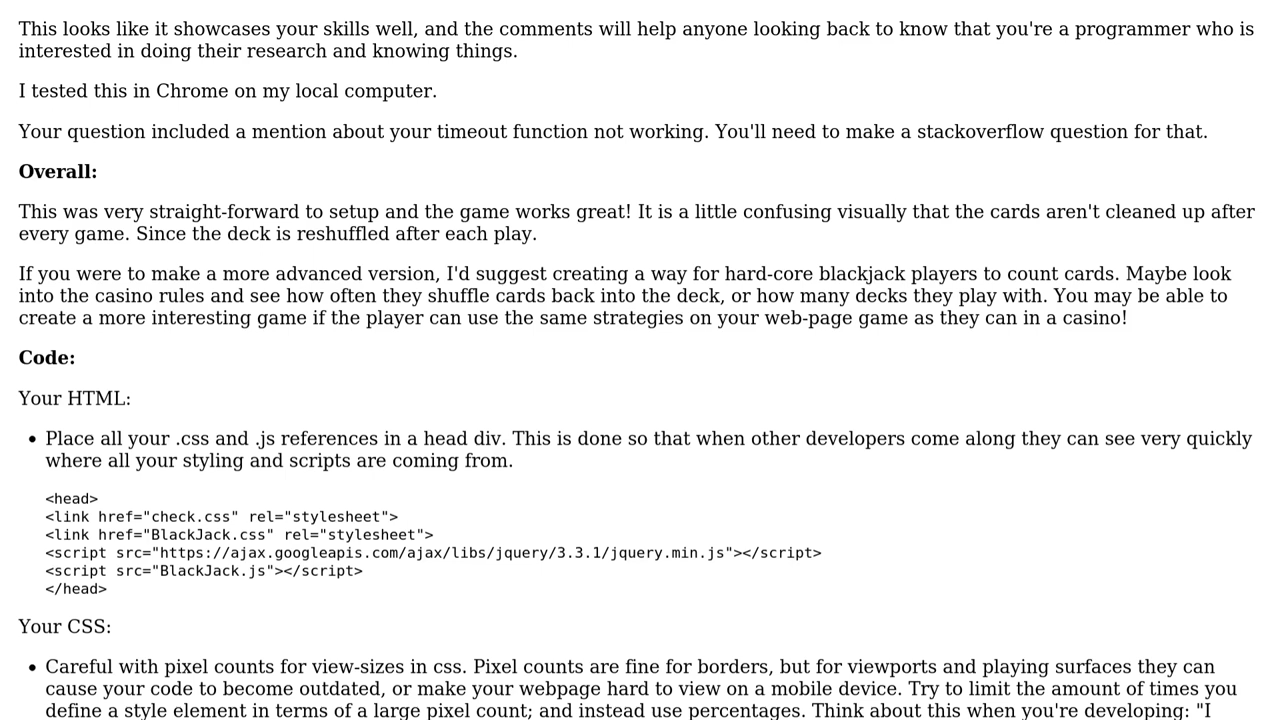 This looks like it showcases your skills well, and the comments will help anyone looking back to know that you're a programmer who is
interested in doing their research and knowing things.
I tested this in Chrome on my local computer.
Your question included a mention about your timeout function not working. You'll need to make a stackoverflow question for that.
Overall:
This was very straight-forward to setup and the game works great! It is a little confusing visually that the cards aren't cleaned up after
every game. Since the deck is reshuffled after each play.
If you were to make a more advanced version, I'd suggest creating a way for hard-core blackjack players to count cards. Maybe look
into the casino rules and see how often they shuffle cards back into the deck, or how many decks they play with. You may be able to
create a more interesting game if the player can use the same strategies on your web-page game as they can in a casino!
Code:
Your HTML:
• Place all your .css and .js references in a head div. This is done so that when other developers come along they can see very quickly
where all your styling and scripts are coming from.
<head>
<link href="check.css" rel="stylesheet">
<link href="BlackJack.css" rel="stylesheet">
<script src="https://ajax.googleapis.com/ajax/libs/jquery/3.3.1/jquery.min.js"></script>
<script src="BlackJack.js"></script>
</head>
Your CSS:
• Careful with pixel counts for view-sizes in css. Pixel counts are fine for borders, but for viewports and playing surfaces they can
cause your code to become outdated, or make your webpage hard to view on a mobile device. Try to limit the amount of times you
define a style element in terms of a large pixel count; and instead use percentages. Think about this when you're developing: "I